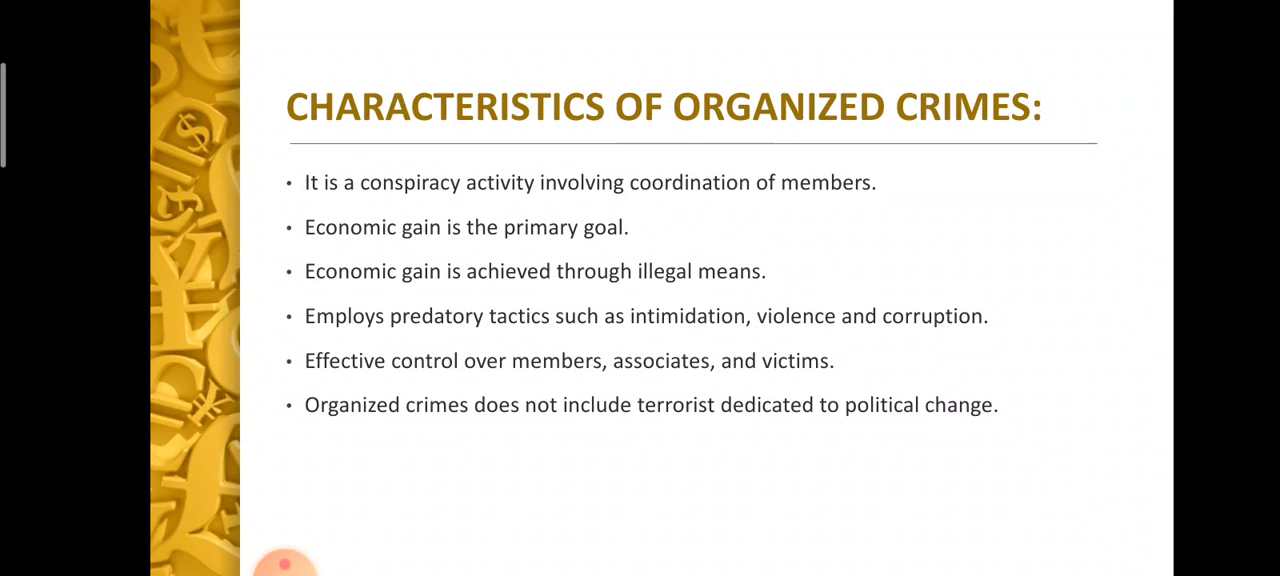 CHARACTERISTICS OF ORGANIZED CRIMES:
• It is a conspiracy activity involving coordination of members.
• Economic gain is the primary goal.
• Economic gain is achieved through illegal means.
• Employs predatory tactics such as intimidation, violence and corruption.
• Effective control over members, associates, and victims.
• Organized crimes does not include terrorist dedicated to political change.